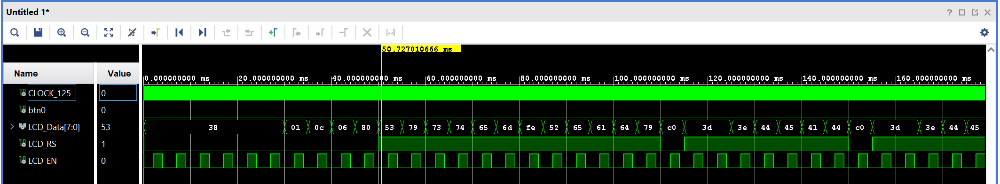 Untitled 1*
50.727010666 ms
Name Value
0.000000000 ms 20.000000000 ms 40.000000000 ms 60.000000000 ms 80.000000000 ms 100.000000000 ms 120.000000000 ms 140.000000000 ms 160.000000000 ms
CLOCK_125 0
btn0 0
LCD_Data[7:0] 53 38 01 0c 06 80 53 79 73 74 65 6d fe 52 65 61 64 79 c0 3d 3e 44 45 41 44 c0 3d 3e 44 45
LCD_RS 1
LCD_EN 0